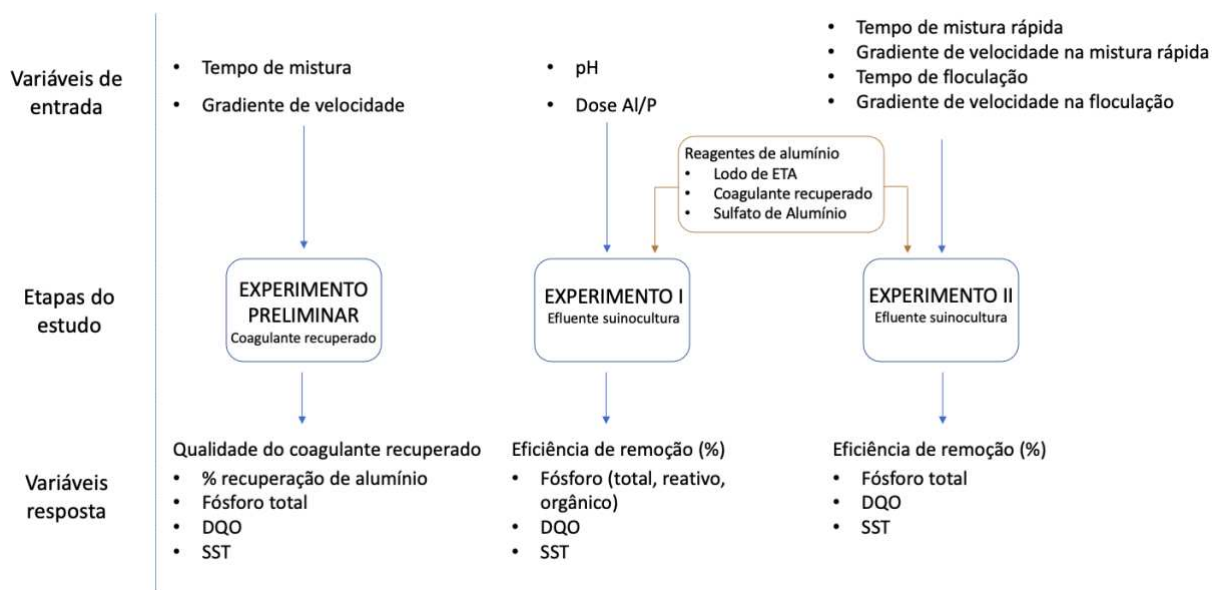 Variáveis de
entrada
• Tempo de mistura
• Gradiente de velocidade
• pH
• Dose Al/P
• Tempo de mistura rápida
• Gradiente de velocidade na mistura rápida
• Tempo de floculação
• Gradiente de velocidade na floculação
Reagentes de alumínio
• Lodo de ETA
• Coagulante recuperado
• Sulfato de Alumínio
Etapas do
estudo
EXPERIMENTO
PRELIMINAR
Coagulante recuperado
EXPERIMENTO I
Efluente suinocultura
EXPERIMENTO II
Efluente suinocultura
Variáveis
resposta
Qualidade do coagulante recuperado
• % recuperação de alumínio
• Fósforo total
• DQO
• SST
Eficiência de remoção (%)
• Fósforo (total, reativo,
orgânico)
• DQO
• SST
Eficiência de remoção (%)
• Fósforo total
• DQO
• SST